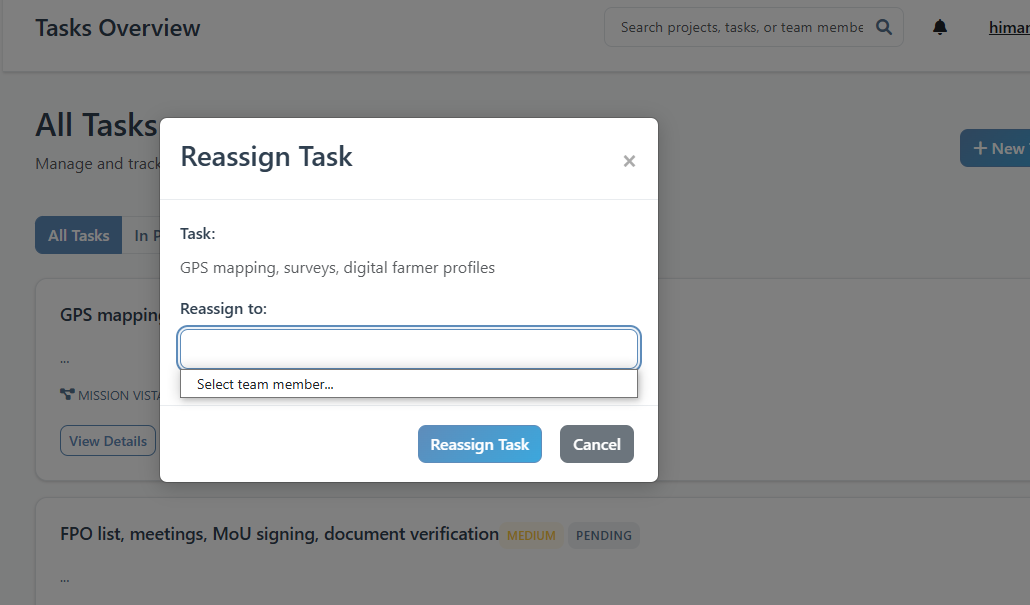 Tasks Overview
Search projects, tasks, or team membe
himan
All Tasks
Manage and track
+ New
Reassign Task
×
Task:
GPS mapping, surveys, digital farmer profiles
Reassign to:
Select team member...
Reassign Task
Cancel
All Tasks
In P
GPS mapping
...
MISSION VISTA
View Details
FPO list, meetings, MoU signing, document verification
MEDIUM
PENDING
...